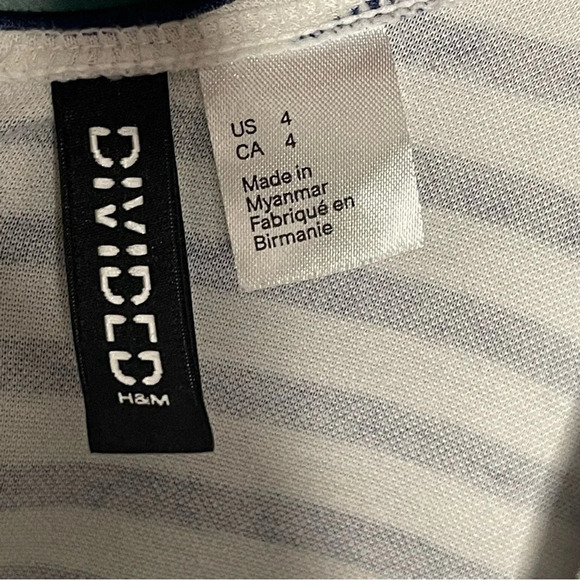 DIVIDED
H&M
US 4
CA 4
Made in
Myanmar
Fabriqué en
Birmanie